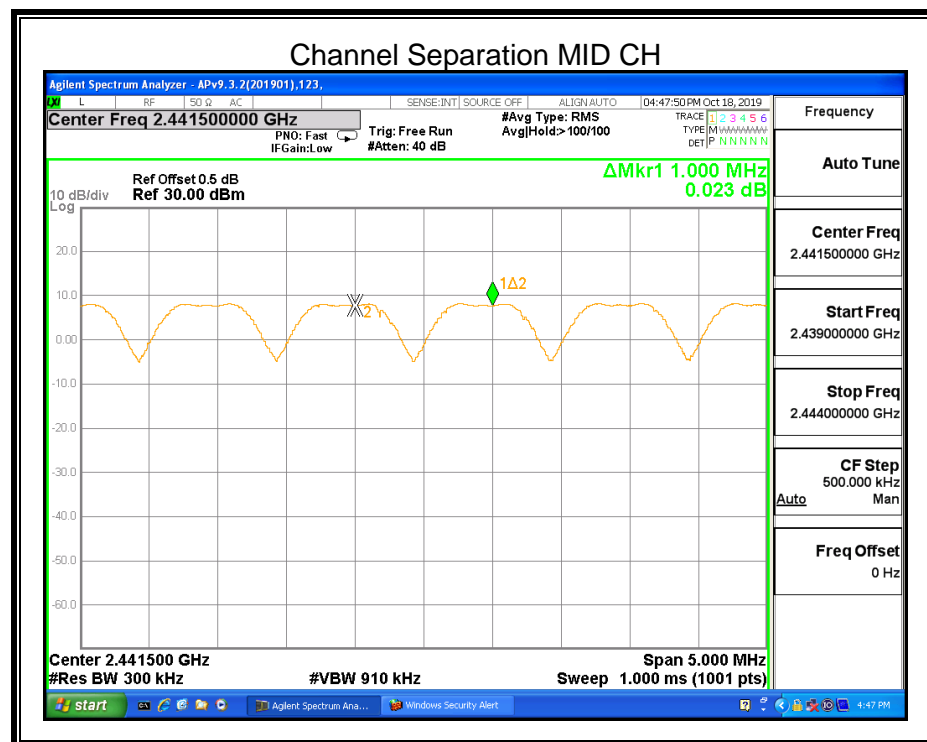 Channel Separation MID CH
Agilent Spectrum Analyzer - APv9.3.2(201901),123,
LXI L RF 50 Ω AC SENSE:INT SOURCE OFF ALIGN AUTO 04:47:50 PM Oct 18, 2019
Center Freq 2.441500000 GHz
PNO: Fast
IFGain:Low
Trig: Free Run
#Atten: 40 dB
#Avg Type: RMS
Avg|Hold:>100/100
TRACE 1 2 3 4 5 6
TYPE M WWWWW
DET P N N N N N
Frequency
Auto Tune
Center Freq
2.441500000 GHz
Start Freq
2.439000000 GHz
Stop Freq
2.444000000 GHz
CF Step
500.000 kHz
Auto Man
Freq Offset
0 Hz
ΔMkr1 1.000 MHz
0.023 dB
Ref Offset 0.5 dB
10 dB/div Ref 30.00 dBm
Log
20.0
10.0
0.00
-10.0
-20.0
-30.0
-40.0
-50.0
-60.0
2
1Δ2
Center 2.441500 GHz Span 5.000 MHz
#Res BW 300 kHz #VBW 910 kHz Sweep 1.000 ms (1001 pts)
start Agilent Spectrum Ana... Windows Security Alert 4:47 PM